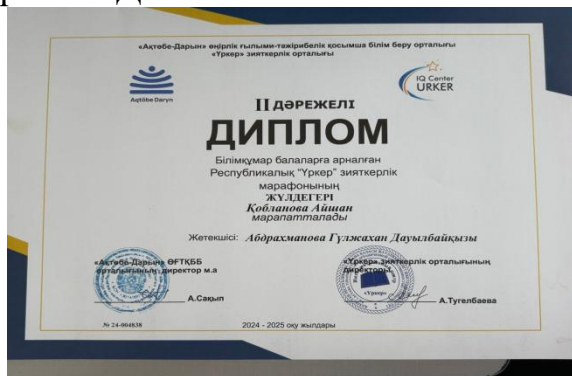 «Ақтөбе-Дарын» өңірлік ғылыми-тәжірибелік қосымша білім беру орталығы
«Үркер» зияткерлік орталығы
Aqtöbe Daryn
IQ Center
URKER
II ДӘРЕЖЕЛІ
ДИПЛОМ
Білімқұмар балаларға арналған
Республикалық "Үркер" зияткерлік
марафонының
ЖҮЛДЕГЕРІ
Қобланова Айшан
марапатталады
Жетекшісі: Абдрахманова Гулжахан Дауылбайқызы
«Ақтөбе-Дарын» ӨҒТҚББ
орталығының директор м.а
А.Сақып
«Үркер» зияткерлік орталығының
директоры
«Үркер»
А.Тугелбаева
№ 24-004838
2024 - 2025 оқу жылдары